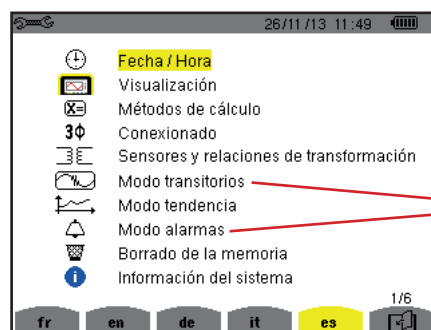 26/11/13 11:49
Fecha / Hora
Visualización
Métodos de cálculo
3Φ Conexionado
Sensores y relaciones de transformación
Modo transitorios
Modo tendencia
Modo alarmas
Borrado de la memoria
Información del sistema
1/6
fr en de it es